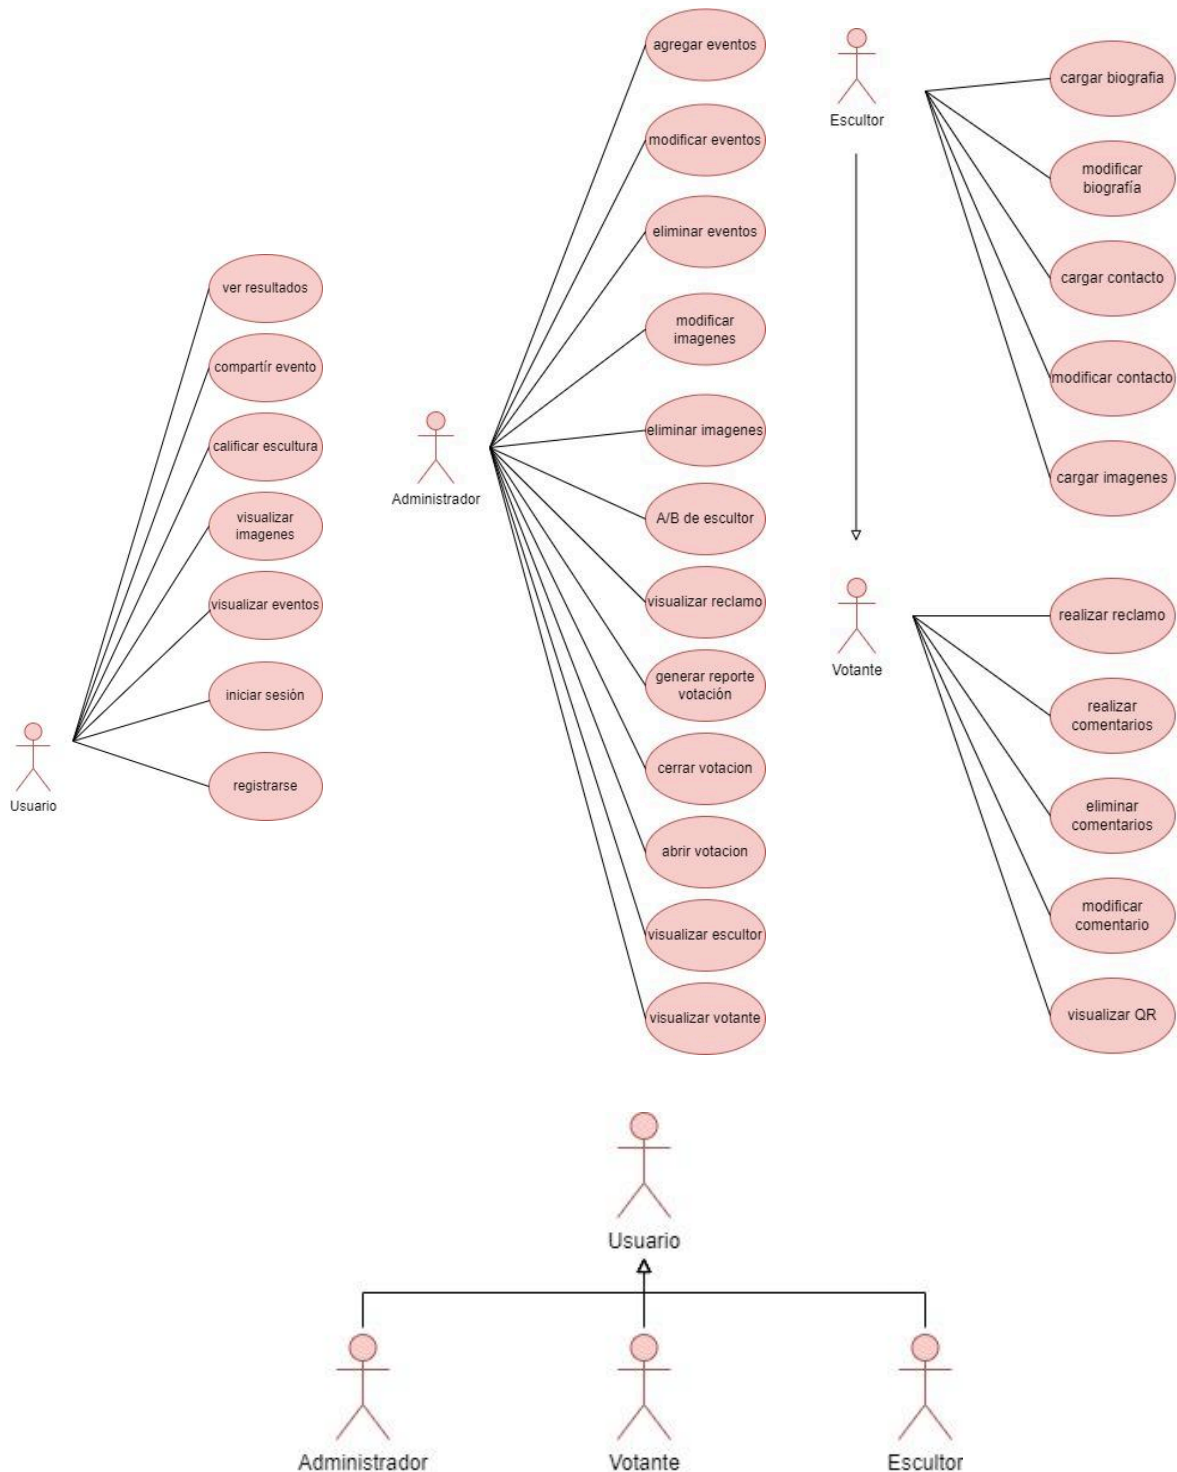 ver resultados
compartír evento
calificar escultura
visualizar
imagenes
visualizar eventos
iniciar sesión
registrarse
Usuario
agregar eventos
modificar eventos
eliminar eventos
modificar
imagenes
eliminar imagenes
A/B de escultor
visualizar reclamo
generar reporte
votación
cerrar votacion
abrir votacion
visualizar escultor
visualizar votante
Administrador
Escultor
cargar biografia
modificar
biografía
cargar contacto
modificar contacto
cargar imagenes
Votante
realizar reclamo
realizar
comentarios
eliminar
comentarios
modificar
comentario
visualizar QR
Usuario
Administrador
Votante
Escultor